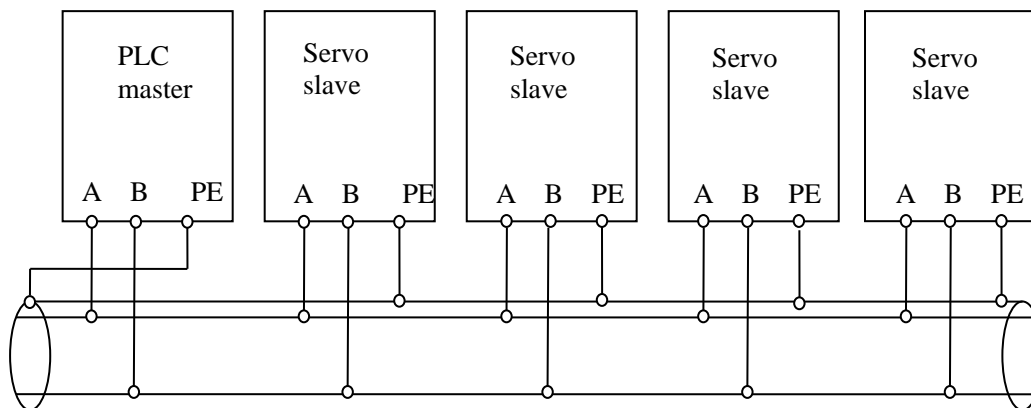 PLC
master
Servo
slave
Servo
slave
Servo
slave
Servo
slave
A B PE
A B PE
A B PE
A B PE
A B PE